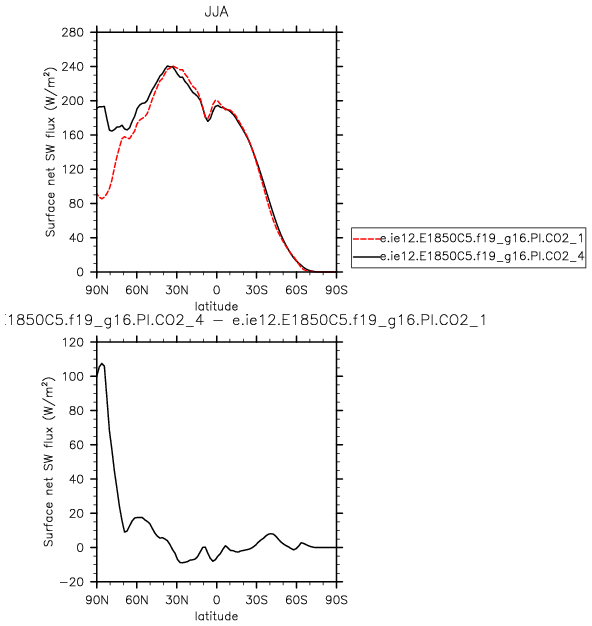 JJA
Surface net SW flux (W/m²)
280
240
200
160
120
80
40
0
90N 60N 30N 0 30S 60S 90S
latitude
e.ie12.E1850C5.f19_g16.PI.CO2_1
e.ie12.E1850C5.f19_g16.PI.CO2_4
.1850C5.f19_g16.PI.CO2_4 − e.ie12.E1850C5.f19_g16.PI.CO2_1
Surface net SW flux (W/m²)
120
100
80
60
40
20
0
−20
90N 60N 30N 0 30S 60S 90S
latitude